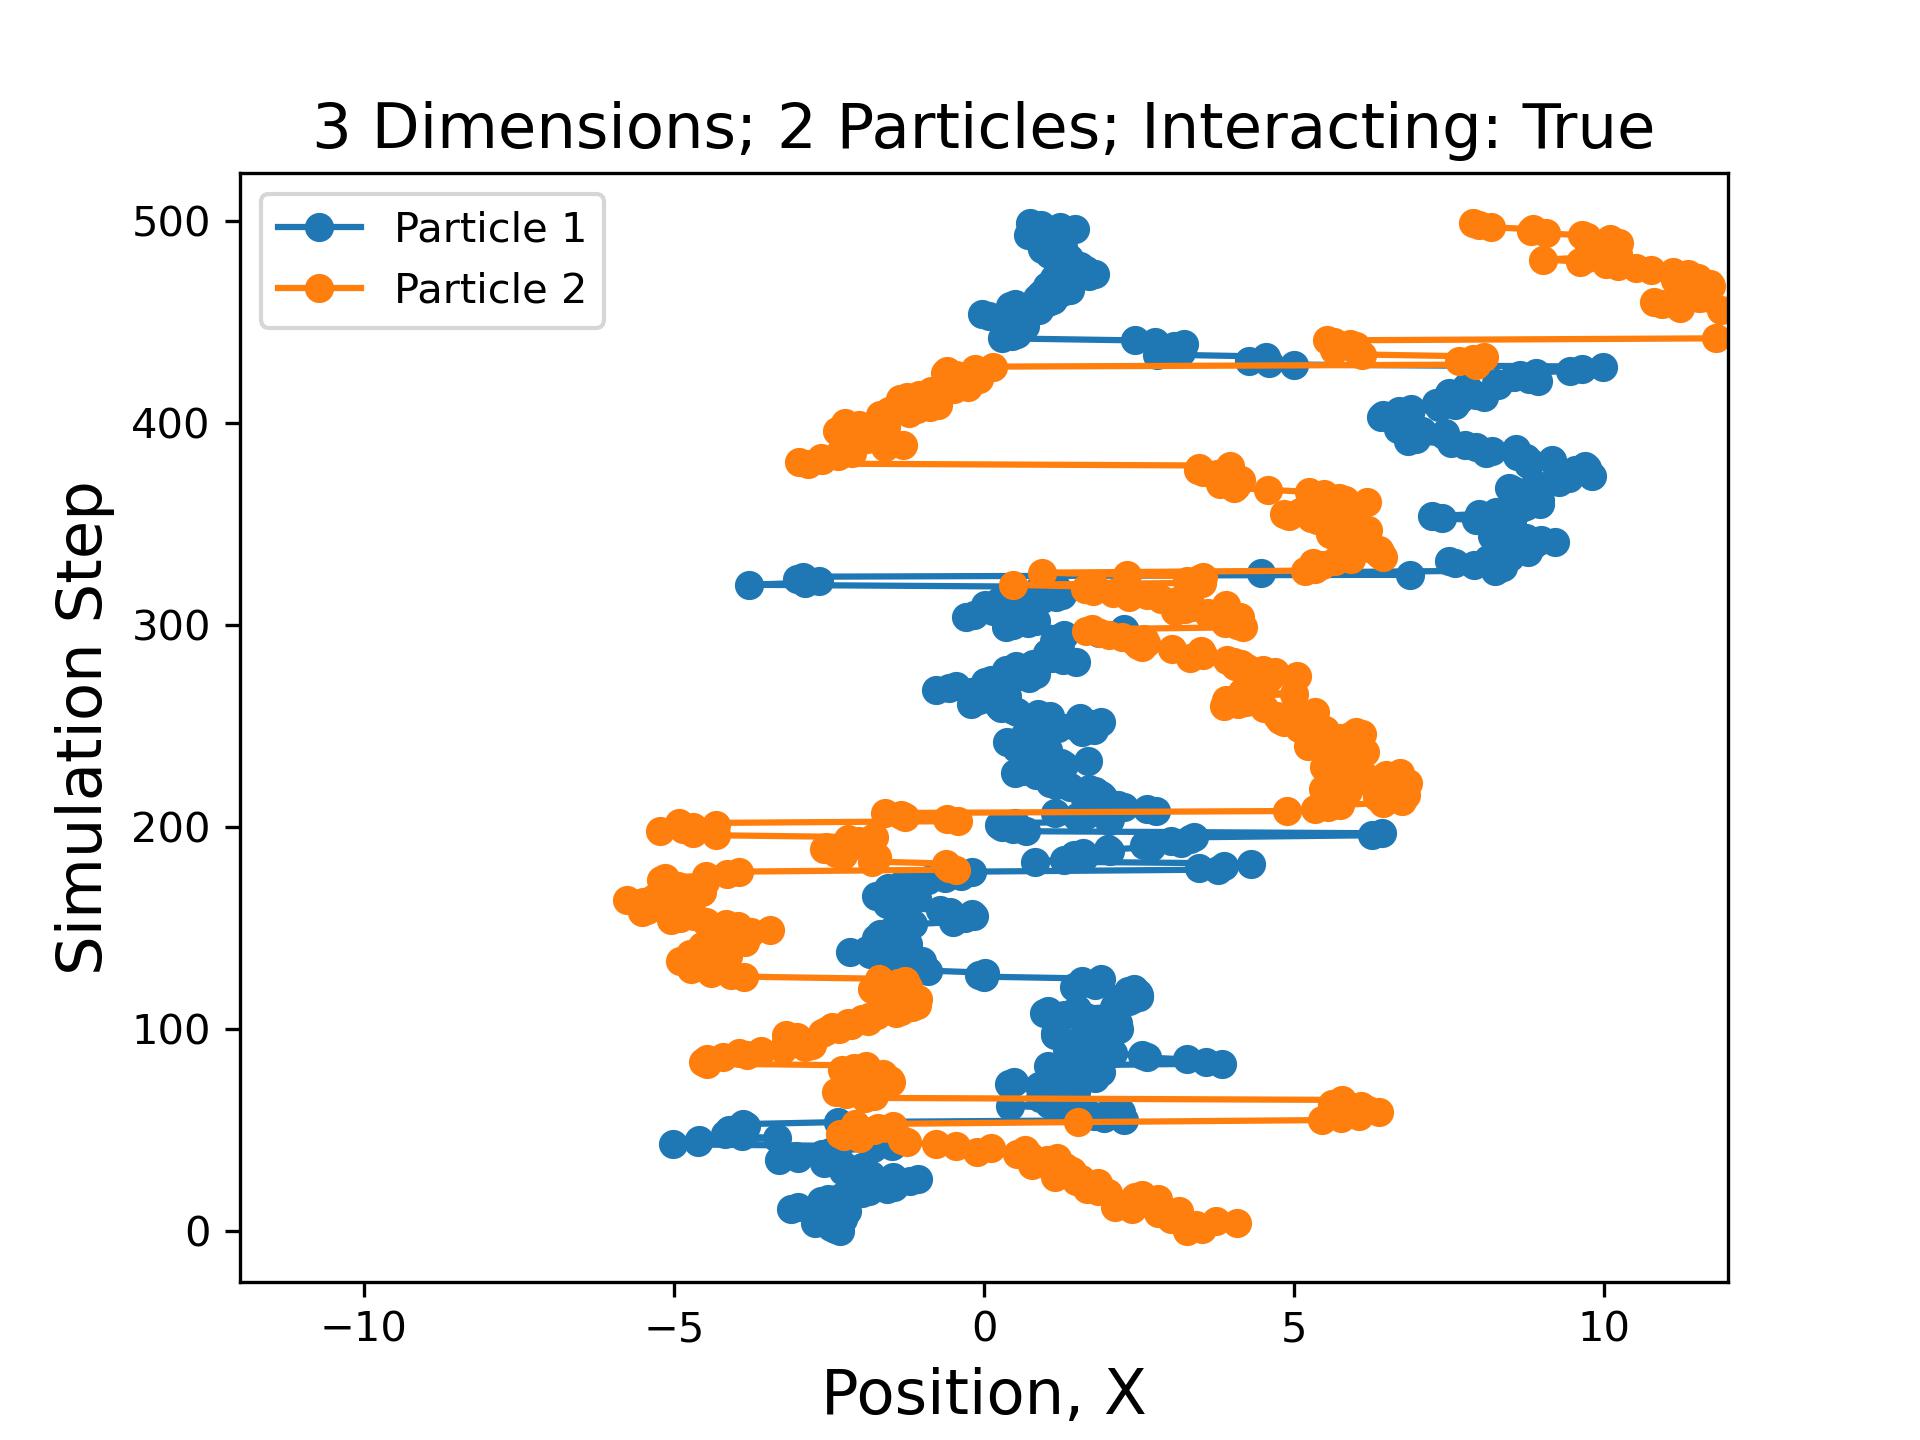 3 Dimensions; 2 Particles; Interacting: True
Particle 1
Particle 2
500
400
300
200
100
0
Simulation Step
−10
−5
0
5
10
Position, X